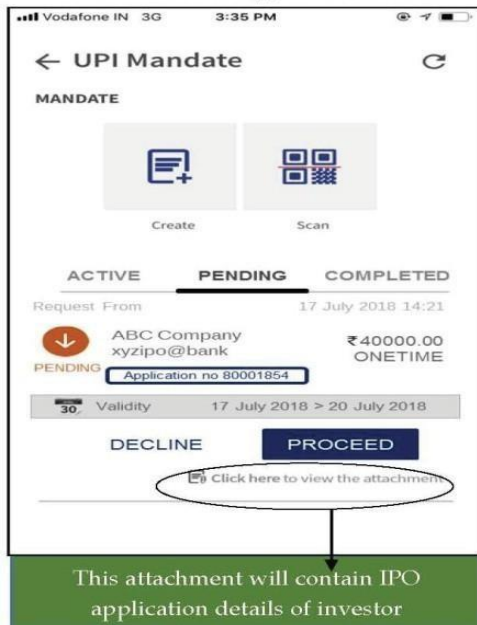 Vodafone IN 3G 3:35 PM
← UPI Mandate
MANDATE
Create Scan
ACTIVE PENDING COMPLETED
Request From 17 July 2018 14:21
ABC Company ₹40000.00
xyzipo@bank ONETIME
PENDING
Application no 80001854
30 Validity 17 July 2018 > 20 July 2018
DECLINE PROCEED
Click here to view the attachment
This attachment will contain IPO
application details of investor